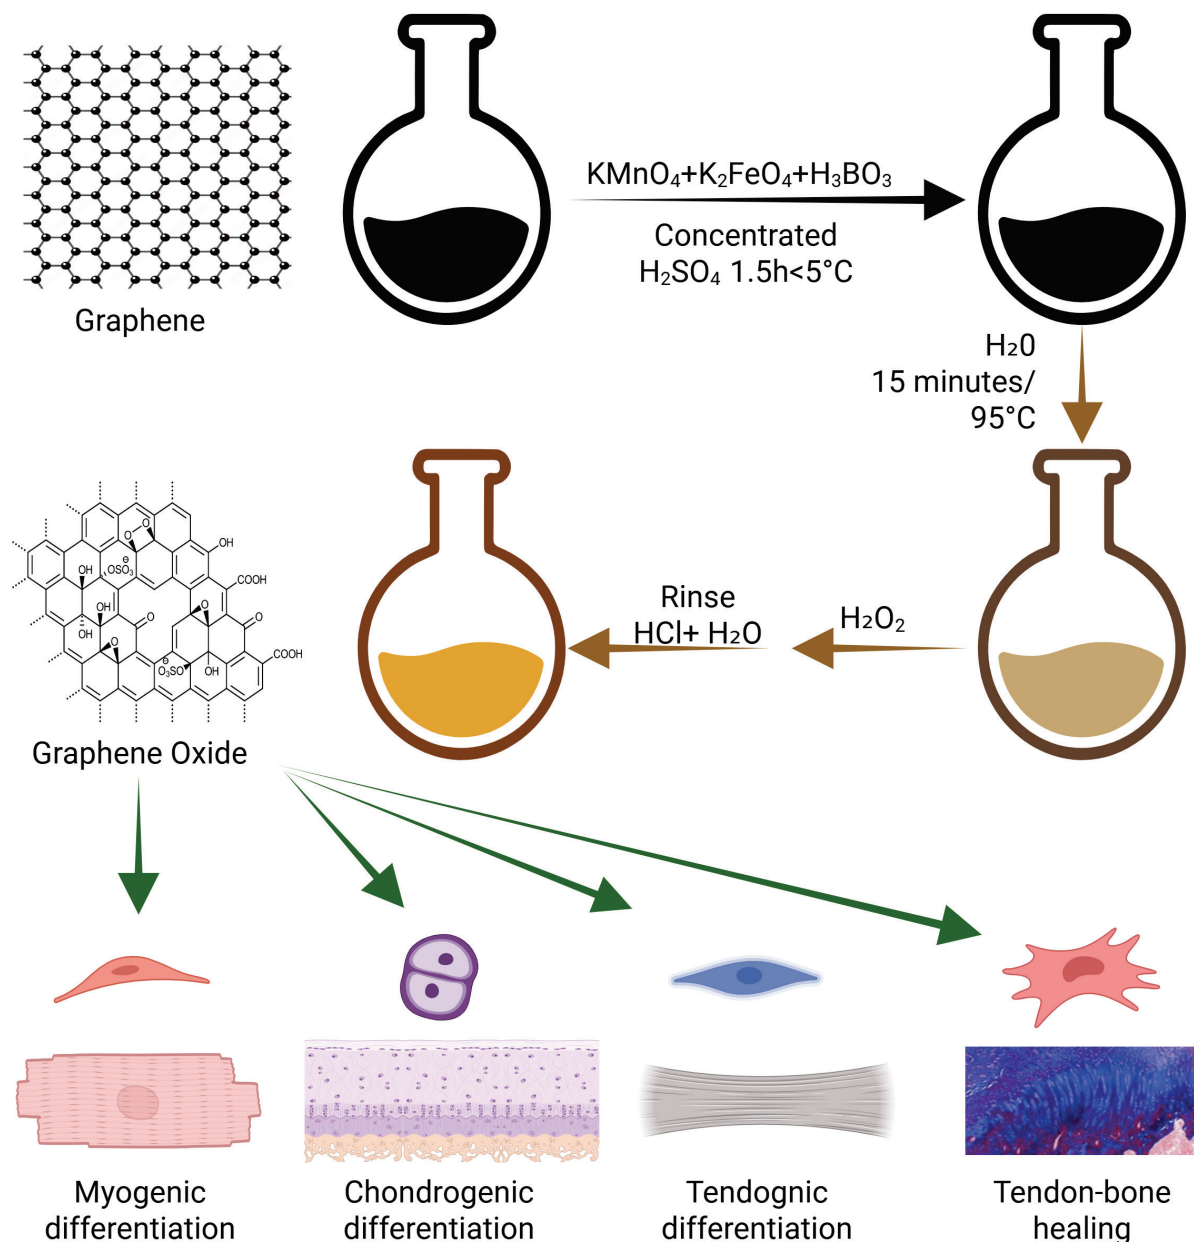 Graphene
KMnO₄+K₂FeO₄+H₃BO₃
Concentrated
H₂SO₄ 1.5h<5°C
H₂0
15 minutes/
95°C
H₂O₂
Rinse
HCl+ H₂O
O
O
OH
OH
⊖
OSO₃
COOH
OH
O
O
O
OH
O
⊖
O₃SO
OH
COOH
Graphene Oxide
Myogenic
differentiation
Chondrogenic
differentiation
Tendognic
differentiation
Tendon-bone
healing